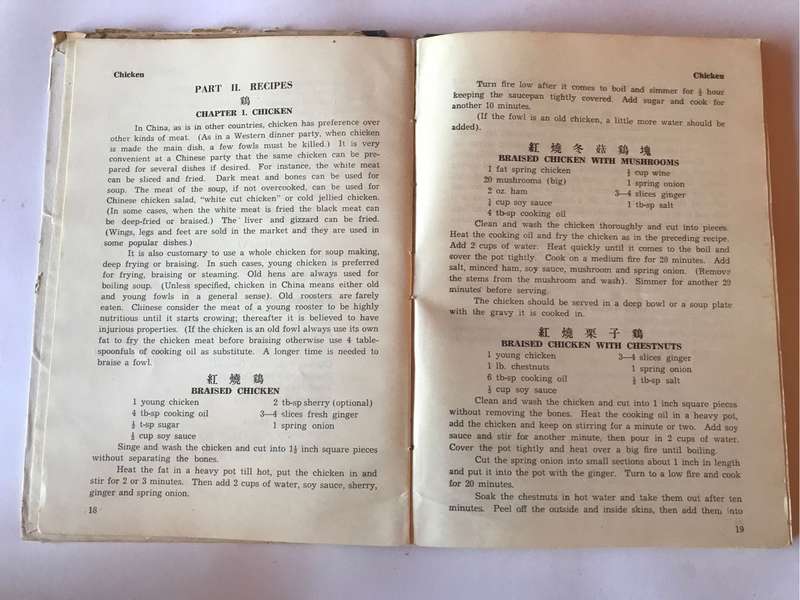 Chicken
PART II. RECIPES
鷄
CHAPTER 1. CHICKEN
In China, as is in other countries, chicken has preference over
other kinds of meat. (As in a Western dinner party, when chicken
is made the main dish, a few fowls must be killed.) It is very
convenient at a Chinese party that the same chicken can be pre-
pared for several dishes if desired. For instance, the white meat
can be sliced and fried. Dark meat and bones can be used for
soup. The meat of the soup, if not overcooked, can be used for
Chinese chicken salad, "white cut chicken" or cold jellied chicken.
(In some cases, when the white meat is fried the black meat can
be deep-fried or braised.) The liver and gizzard can be fried.
(Wings, legs and feet are sold in the market and they are used in
some popular dishes.)
It is also customary to use a whole chicken for soup making,
deep frying or braising. In such cases, young chicken is preferred
for frying, braising or steaming. Old hens are always used for
boiling soup. (Unless specified, chicken in China means either old
and young fowls in a general sense). Old roosters are farely
eaten. Chinese consider the meat of a young rooster to be highly
nutritious until it starts crowing; thereafter it is believed to have
injurious properties. (If the chicken is an old fowl always use its own
fat to fry the chicken meat before braising otherwise use 4 table-
spoonfuls of cooking oil as substitute. A longer time is needed to
braise a fowl.
紅燒鷄
BRAISED CHICKEN
1 young chicken 2 tb-sp sherry (optional)
4 tb-sp cooking oil 3—4 slices fresh ginger
½ t-sp sugar 1 spring onion
½ cup soy sauce
Singe and wash the chicken and cut into 1½ inch square pieces
without separating the bones.
Heat the fat in a heavy pot till hot, put the chicken in and
stir for 2 or 3 minutes. Then add 2 cups of water, soy sauce, sherry,
ginger and spring onion.
18
Chicken
Turn fire low after it comes to boil and simmer for ½ hour
keeping the saucepan tightly covered. Add sugar and cook for
another 10 minutes.
(If the fowl is an old chicken, a little more water should be
added).
紅燒冬菇鷄塊
BRAISED CHICKEN WITH MUSHROOMS
1 fat spring chicken ½ cup wine
20 mushrooms (big) 1 spring onion
2 oz. ham 3—4 slices ginger
½ cup soy sauce 1 tb-sp salt
4 tb-sp cooking oil
Clean and wash the chicken thoroughly and cut into pieces.
Heat the cooking oil and fry the chicken as in the preceding recipe.
Add 2 cups of water. Heat quickly until it comes to the boil and
cover the pot tightly. Cook on a medium fire for 20 minutes. Add
salt, minced ham, soy sauce, mushroom and spring onion. (Remove
the stems from the mushroom and wash). Simmer for another 20
minutes before serving.
The chicken should be served in a deep bowl or a soup plate
with the gravy it is cooked in.
紅燒栗子鷄
BRAISED CHICKEN WITH CHESTNUTS
1 young chicken 3—4 slices ginger
1 lb. chestnuts 1 spring onion
6 tb-sp cooking oil ½ tb-sp salt
½ cup soy sauce
Clean and wash the chicken and cut into 1 inch square pieces
without removing the bones. Heat the cooking oil in a heavy pot,
add the chicken and keep on stirring for a minute or two. Add soy
sauce and stir for another minute, then pour in 2 cups of water.
Cover the pot tightly and heat over a big fire until boiling.
Cut the spring onion into small sections about 1 inch in length
and put it into the pot with the ginger. Turn to a low fire and cook
for 20 minutes.
Soak the chestnuts in hot water and take them out after ten
minutes. Peel off the outside and inside skins, then add them into
19